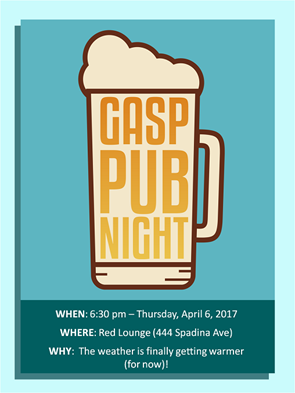 GASP
PUB
NIGHT
WHEN: 6:30 pm – Thursday, April 6, 2017
WHERE: Red Lounge (444 Spadina Ave)
WHY:  The weather is finally getting warmer
(for now)!